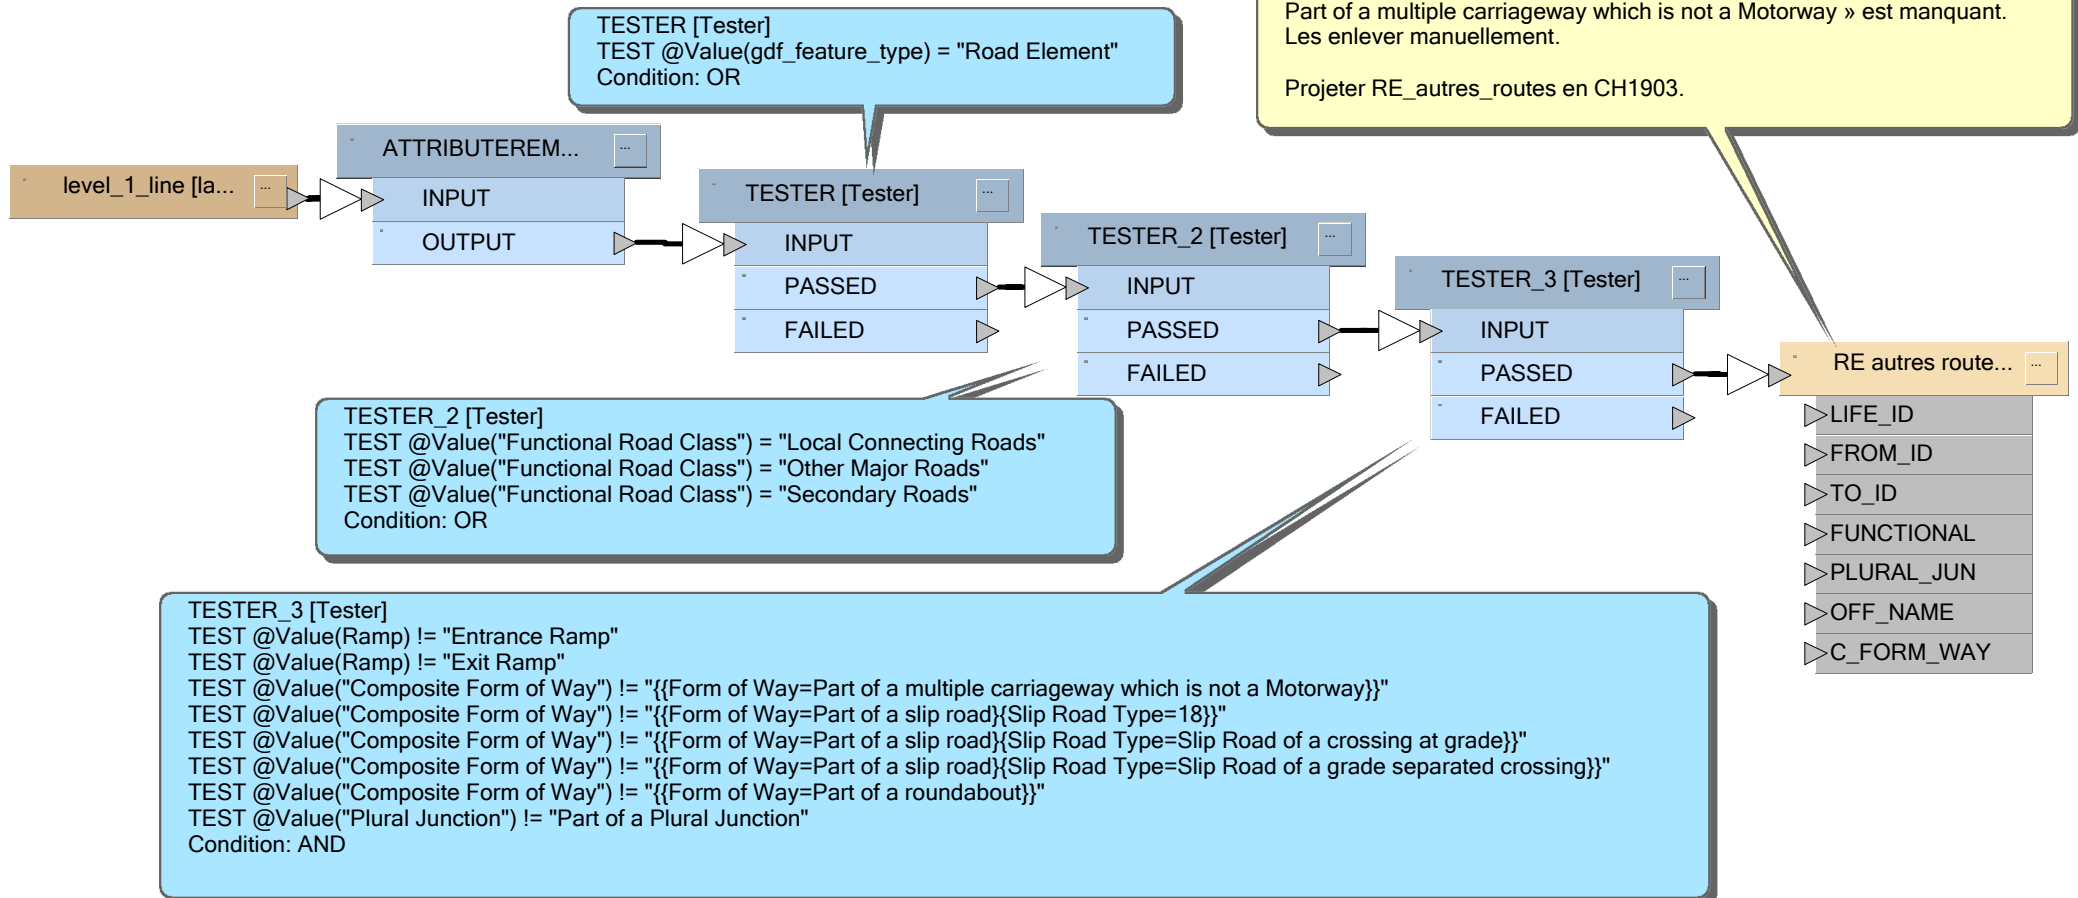 TESTER [Tester]
TEST @Value(gdf_feature_type) = "Road Element"
Condition: OR
Part of a multiple carriageway which is not a Motorway » est manquant.
Les enlever manuellement.
Projeter RE_autres_routes en CH1903.
level_1_line [la... ...
ATTRIBUTEREM... ...
INPUT
OUTPUT
TESTER [Tester] ...
INPUT
PASSED
FAILED
TESTER_2 [Tester] ...
INPUT
PASSED
FAILED
TESTER_3 [Tester] ...
INPUT
PASSED
FAILED
RE autres route... ...
LIFE_ID
FROM_ID
TO_ID
FUNCTIONAL
PLURAL_JUN
OFF_NAME
C_FORM_WAY
TESTER_2 [Tester]
TEST @Value("Functional Road Class") = "Local Connecting Roads"
TEST @Value("Functional Road Class") = "Other Major Roads"
TEST @Value("Functional Road Class") = "Secondary Roads"
Condition: OR
TESTER_3 [Tester]
TEST @Value(Ramp) != "Entrance Ramp"
TEST @Value(Ramp) != "Exit Ramp"
TEST @Value("Composite Form of Way") != "{{Form of Way=Part of a multiple carriageway which is not a Motorway}}"
TEST @Value("Composite Form of Way") != "{{Form of Way=Part of a slip road}{Slip Road Type=18}}"
TEST @Value("Composite Form of Way") != "{{Form of Way=Part of a slip road}{Slip Road Type=Slip Road of a crossing at grade}}"
TEST @Value("Composite Form of Way") != "{{Form of Way=Part of a slip road}{Slip Road Type=Slip Road of a grade separated crossing}}"
TEST @Value("Composite Form of Way") != "{{Form of Way=Part of a roundabout}}"
TEST @Value("Plural Junction") != "Part of a Plural Junction"
Condition: AND